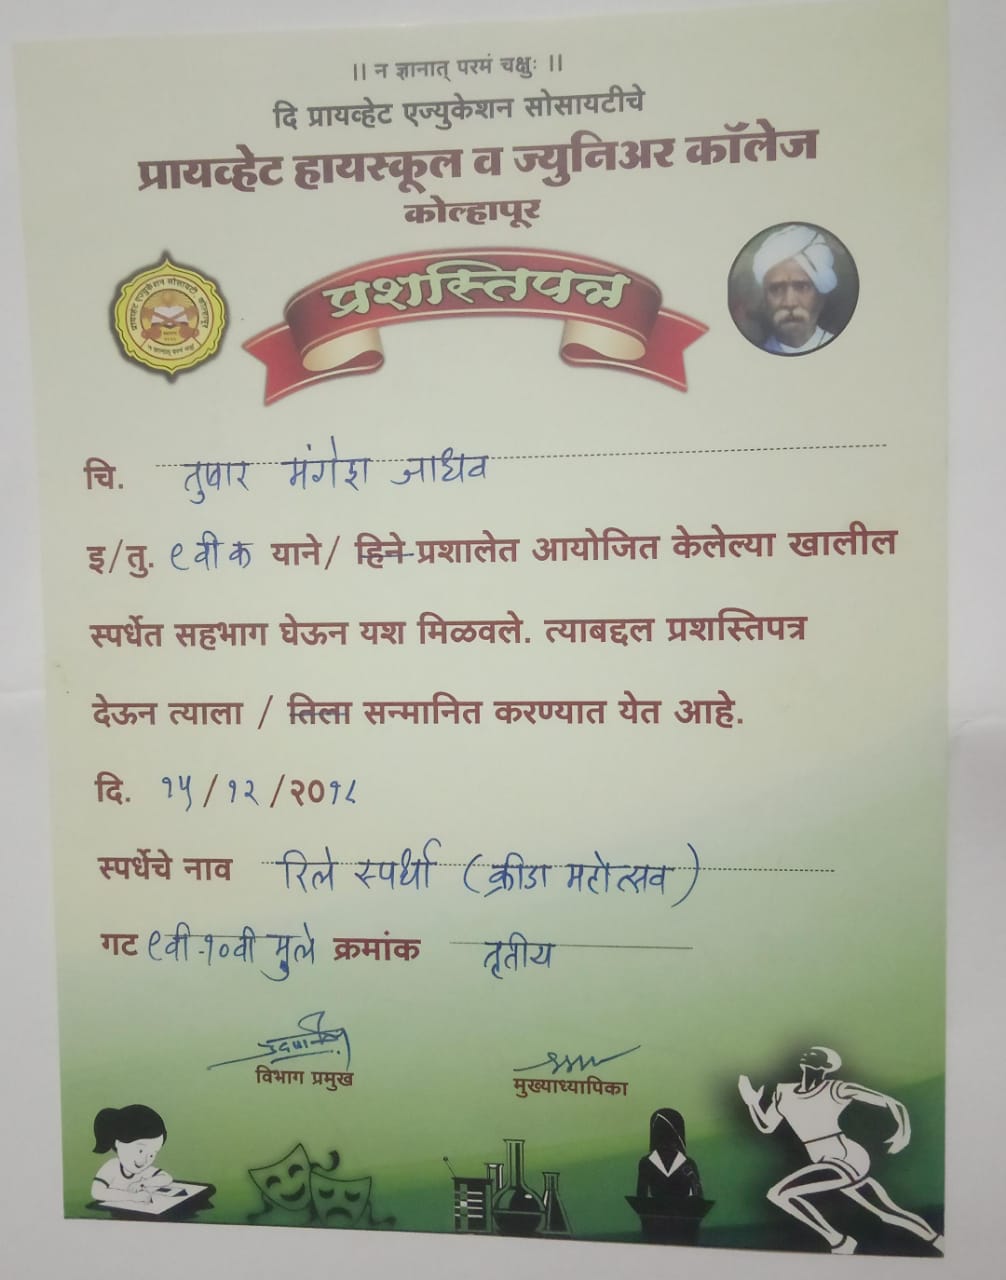 ।। न ज्ञानात् परमं चक्षुः ।।
दि प्रायव्हेट एज्युकेशन सोसायटीचे
प्रायव्हेट हायस्कूल व ज्युनिअर कॉलेज
कोल्हापूर
प्रशस्तिपत्र
चि. तुषार मंगेश जाधव
इ/तु. ९वी क याने/ हिने प्रशालेत आयोजित केलेल्या खालील
स्पर्धेत सहभाग घेऊन यश मिळवले. त्याबद्दल प्रशस्तिपत्र
देऊन त्याला / तिला सन्मानित करण्यात येत आहे.
दि. १५/१२/२०१८
स्पर्धेचे नाव रिले स्पर्धा (क्रीडा महोत्सव)
गट ९वी-१०वी मुले क्रमांक तृतीय
विभाग प्रमुख
मुख्याध्यापिका